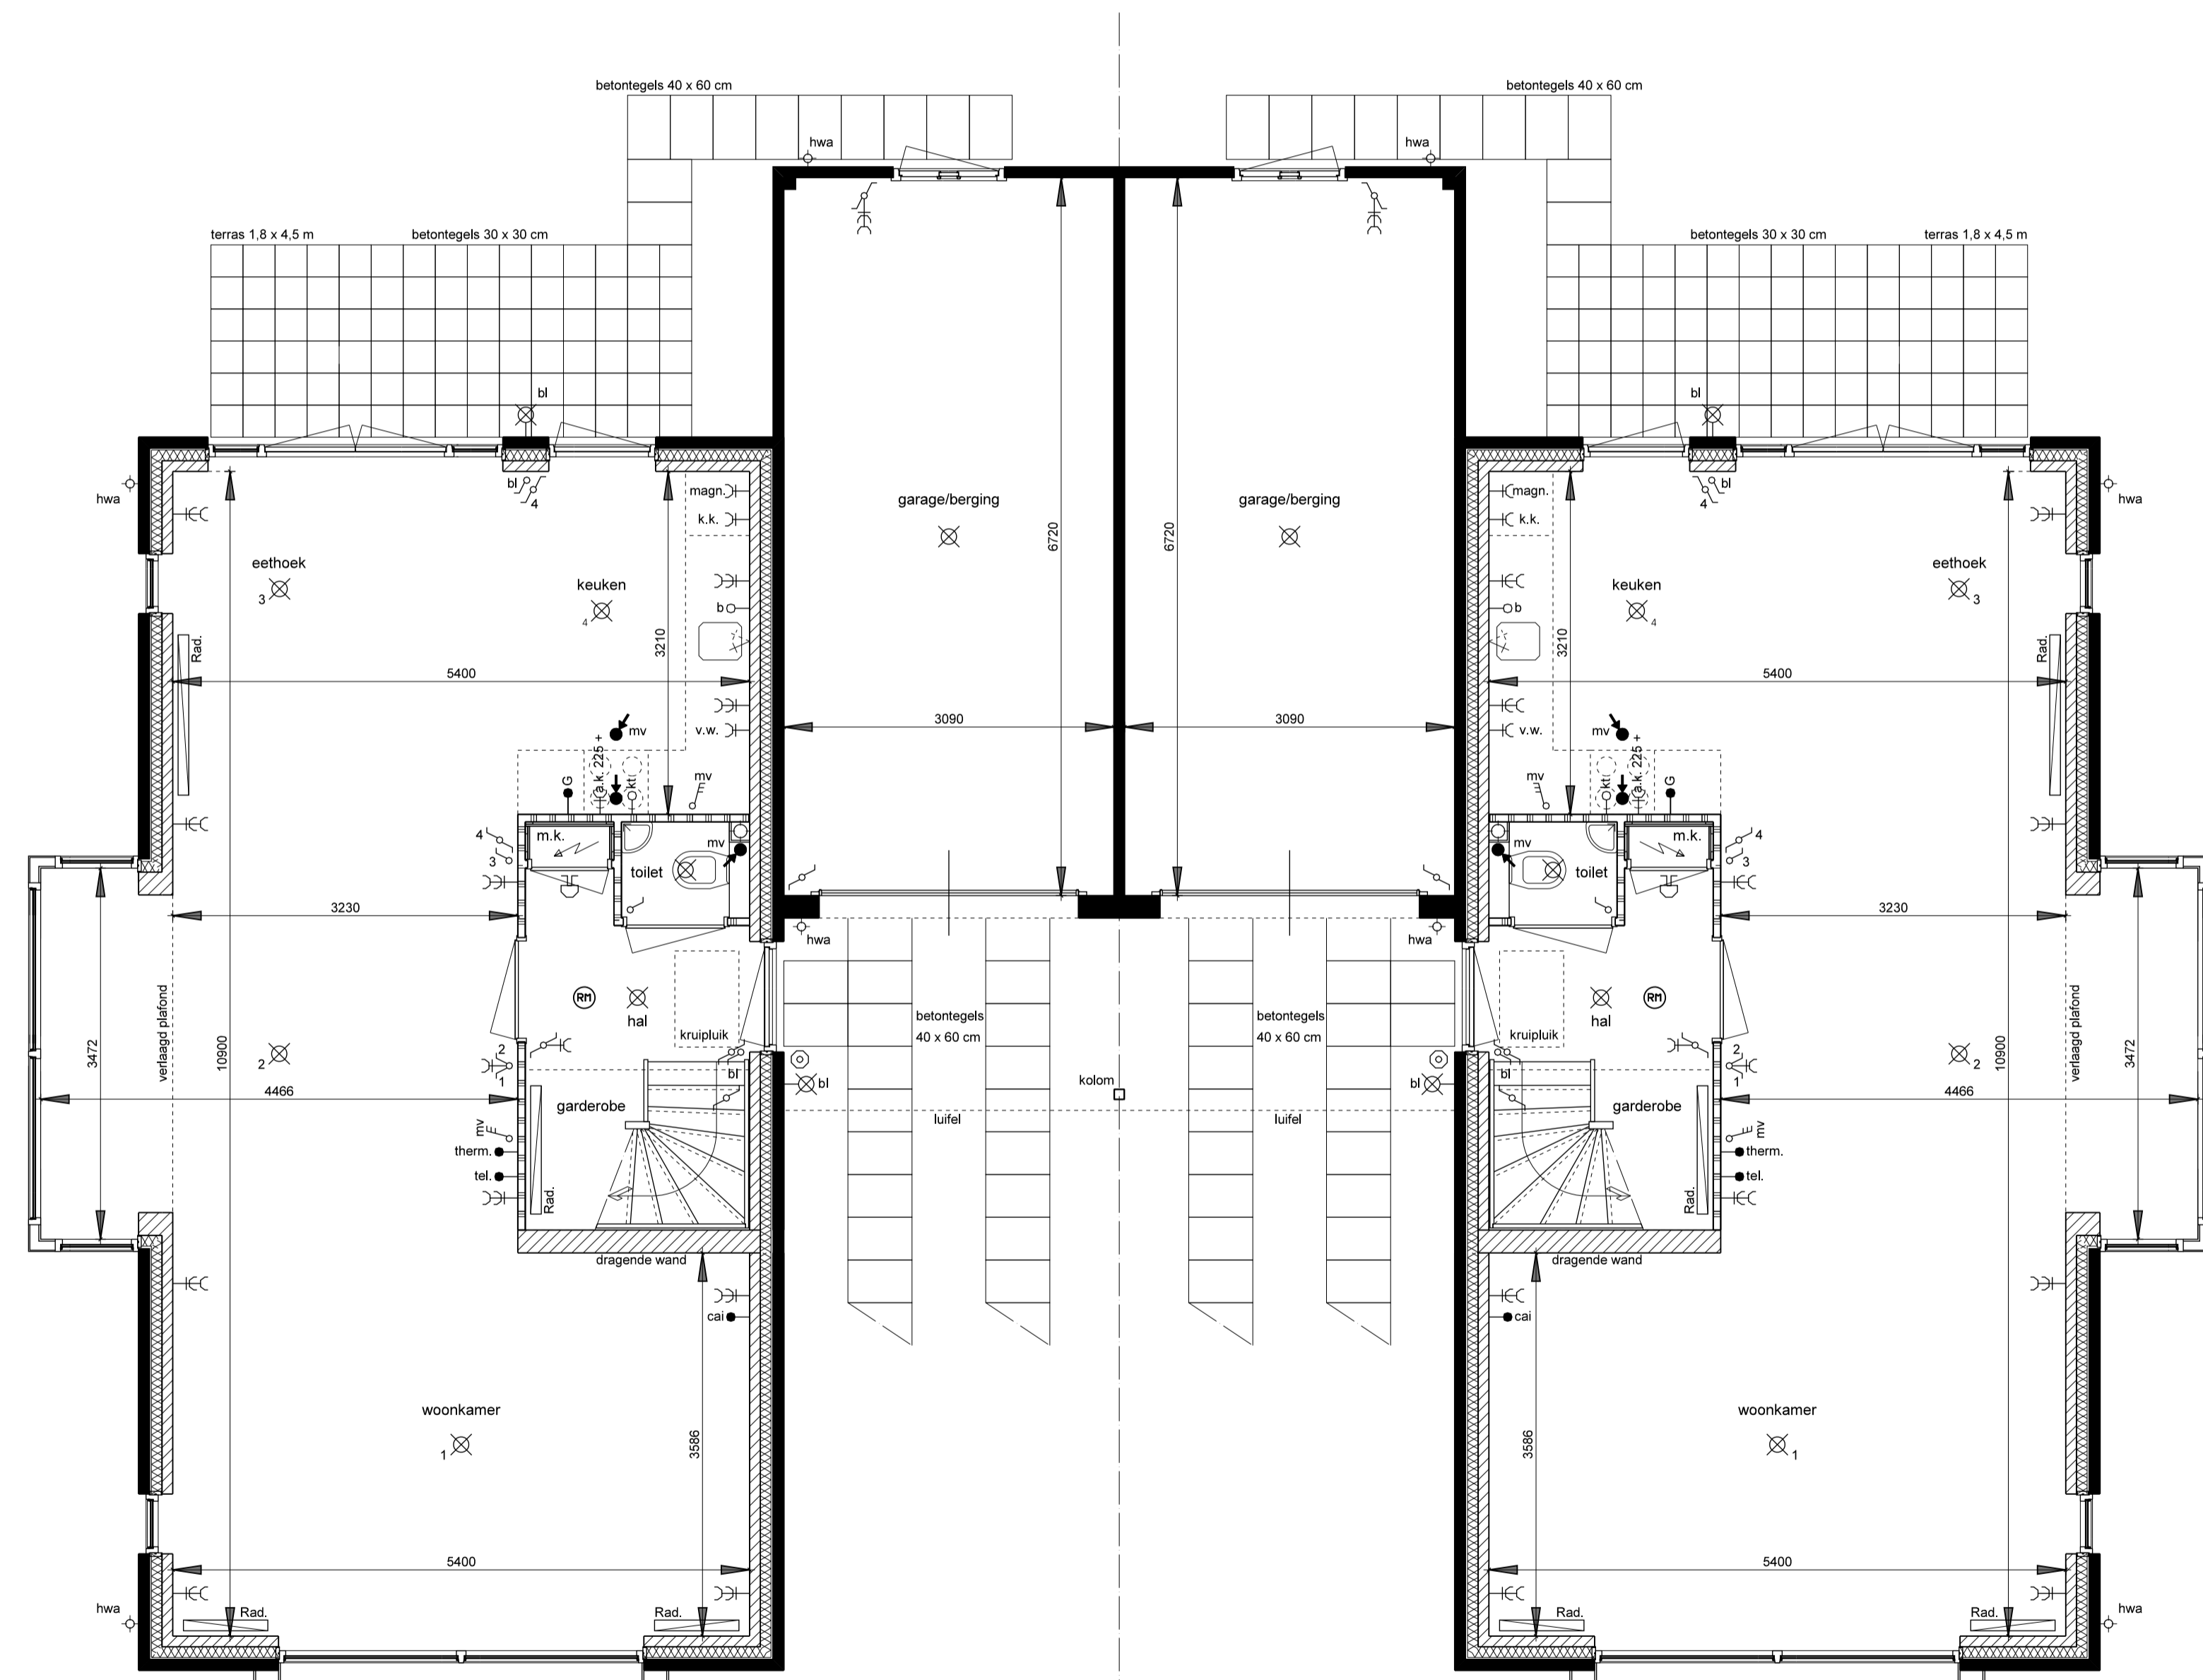 betontegels 40 x 60 cm
betontegels 40 x 60 cm
hwa
hwa
terras 1,8 x 4,5 m
betontegels 30 x 30 cm
betontegels 30 x 30 cm
terras 1,8 x 4,5 m
bl
bl
hwa
bl
4
magn.
k.k.
garage/berging
garage/berging
magn.
k.k.
4
bl
hwa
6720
6720
eethoek
3
keuken
4
b
b
keuken
4
eethoek
3
Rad.
3210
3210
Rad.
5400
5400
3090
3090
mv
v.w.
v.w.
mv
a.k. 225 +
kt
G
mv
mv
kt
a.k. 225 +
G
4
3
m.k.
toilet
mv
mv
toilet
m.k.
4
3
3230
3230
hwa
hwa
verlaagd plafond
10900
3472
2
RM
hal
kruipluik
betontegels
40 x 60 cm
betontegels
40 x 60 cm
kruipluik
hal
RM
2
10900
verlaagd plafond
3472
2
1
bl
bl
bl
bl
2
1
kolom
4466
4466
garderobe
luifel
luifel
garderobe
mv
therm.
tel.
Rad.
Rad.
mv
therm.
tel.
dragende wand
dragende wand
cai
cai
woonkamer
1
woonkamer
1
3586
3586
5400
5400
hwa
Rad.
Rad.
Rad.
Rad.
hwa